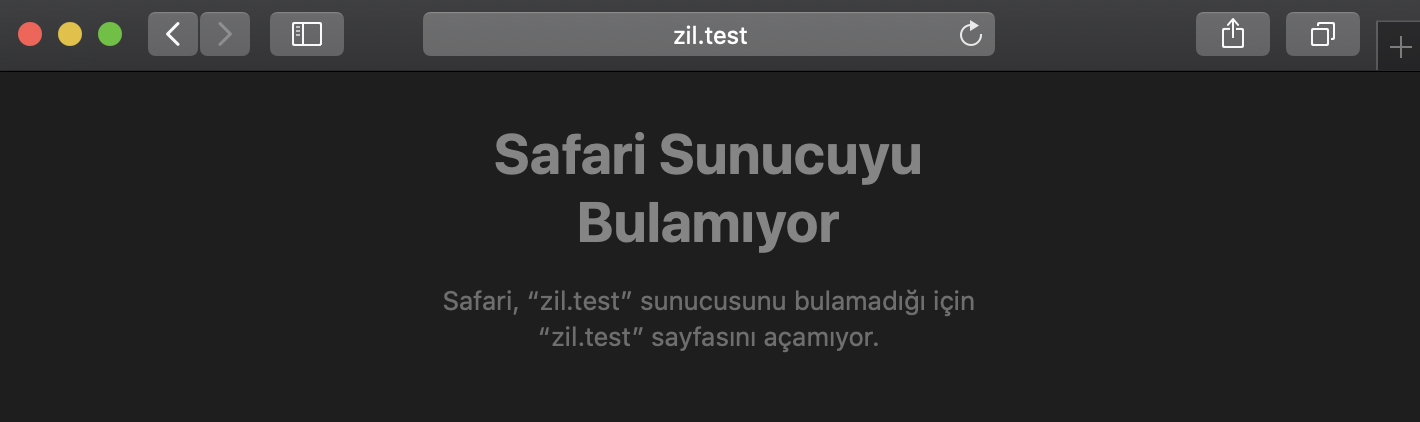 zil.test
Safari Sunucuyu
Bulamıyor
Safari, “zil.test” sunucusunu bulamadığı için
“zil.test” sayfasını açamıyor.